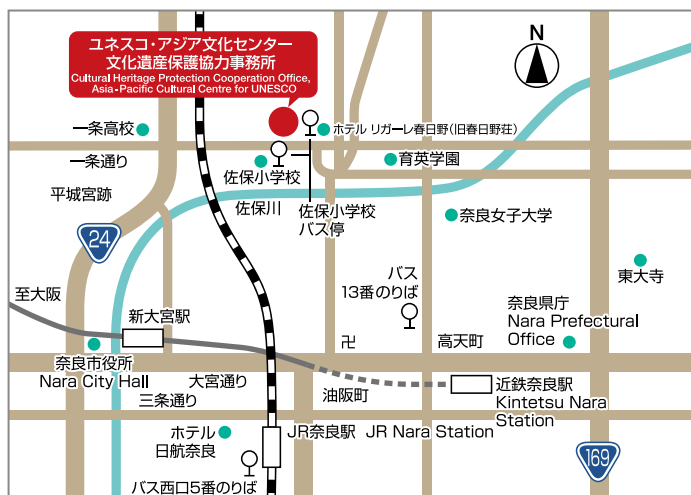 ユネスコ・アジア文化センター
文化遺産保護協力事務所
Cultural Heritage Protection Cooperation Office,
Asia-Pacific Cultural Centre for UNESCO
N
一条高校
ホテル リガーレ春日野(旧春日野荘)
一条通り
佐保小学校
育英学園
平城宮跡
佐保川
佐保小学校
バス停
奈良女子大学
24
東大寺
バス
13番のりば
至大阪
新大宮駅
奈良県庁
Nara Prefectural
Office
卍
高天町
奈良市役所
Nara City Hall
大宮通り
三条通り
油阪町
近鉄奈良駅
Kintetsu Nara
Station
ホテル
日航奈良
JR奈良駅 JR Nara Station
169
バス西口5番のりば